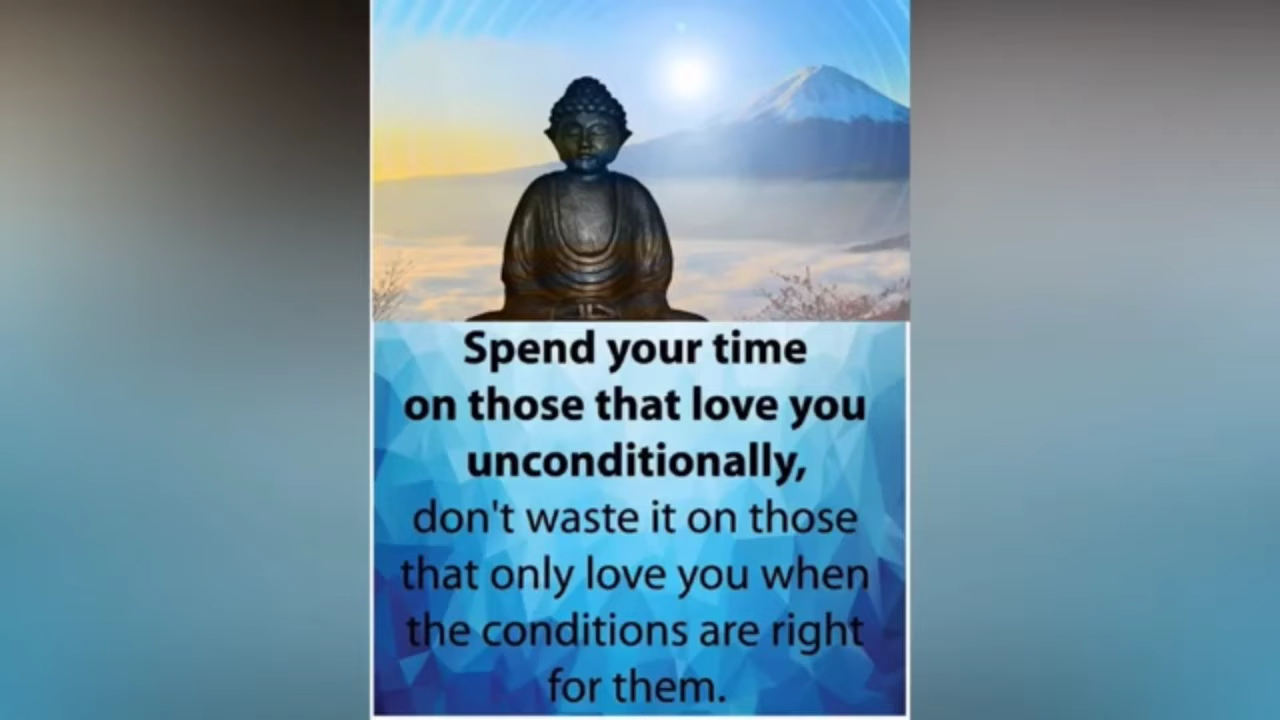 Spend your time
on those that love you
unconditionally,
don't waste it on those
that only love you when
the conditions are right
for them.